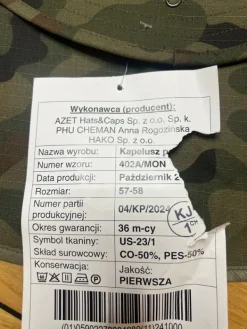 Wykonawca (producent):
AZET Hats&Caps Sp. z o.o. Sp. k.
PHU CHEMAN Anna Rogozińska
HAKO Sp. z o.o.
Nazwa wyrobu: Kapelusz
Numer wzoru: 402A/MON
Data produkcji: Październik 2
Rozmiar: 57-58
Numer partii
produkcyjnej: 04/KP/2024
KJ
Okres gwarancji: 36 m-cy
Symbol tkaniny: US-23/1
Skład surowcowy: CO-50%, PES-50%
Konserwacja: Jakość:
PIERWSZA